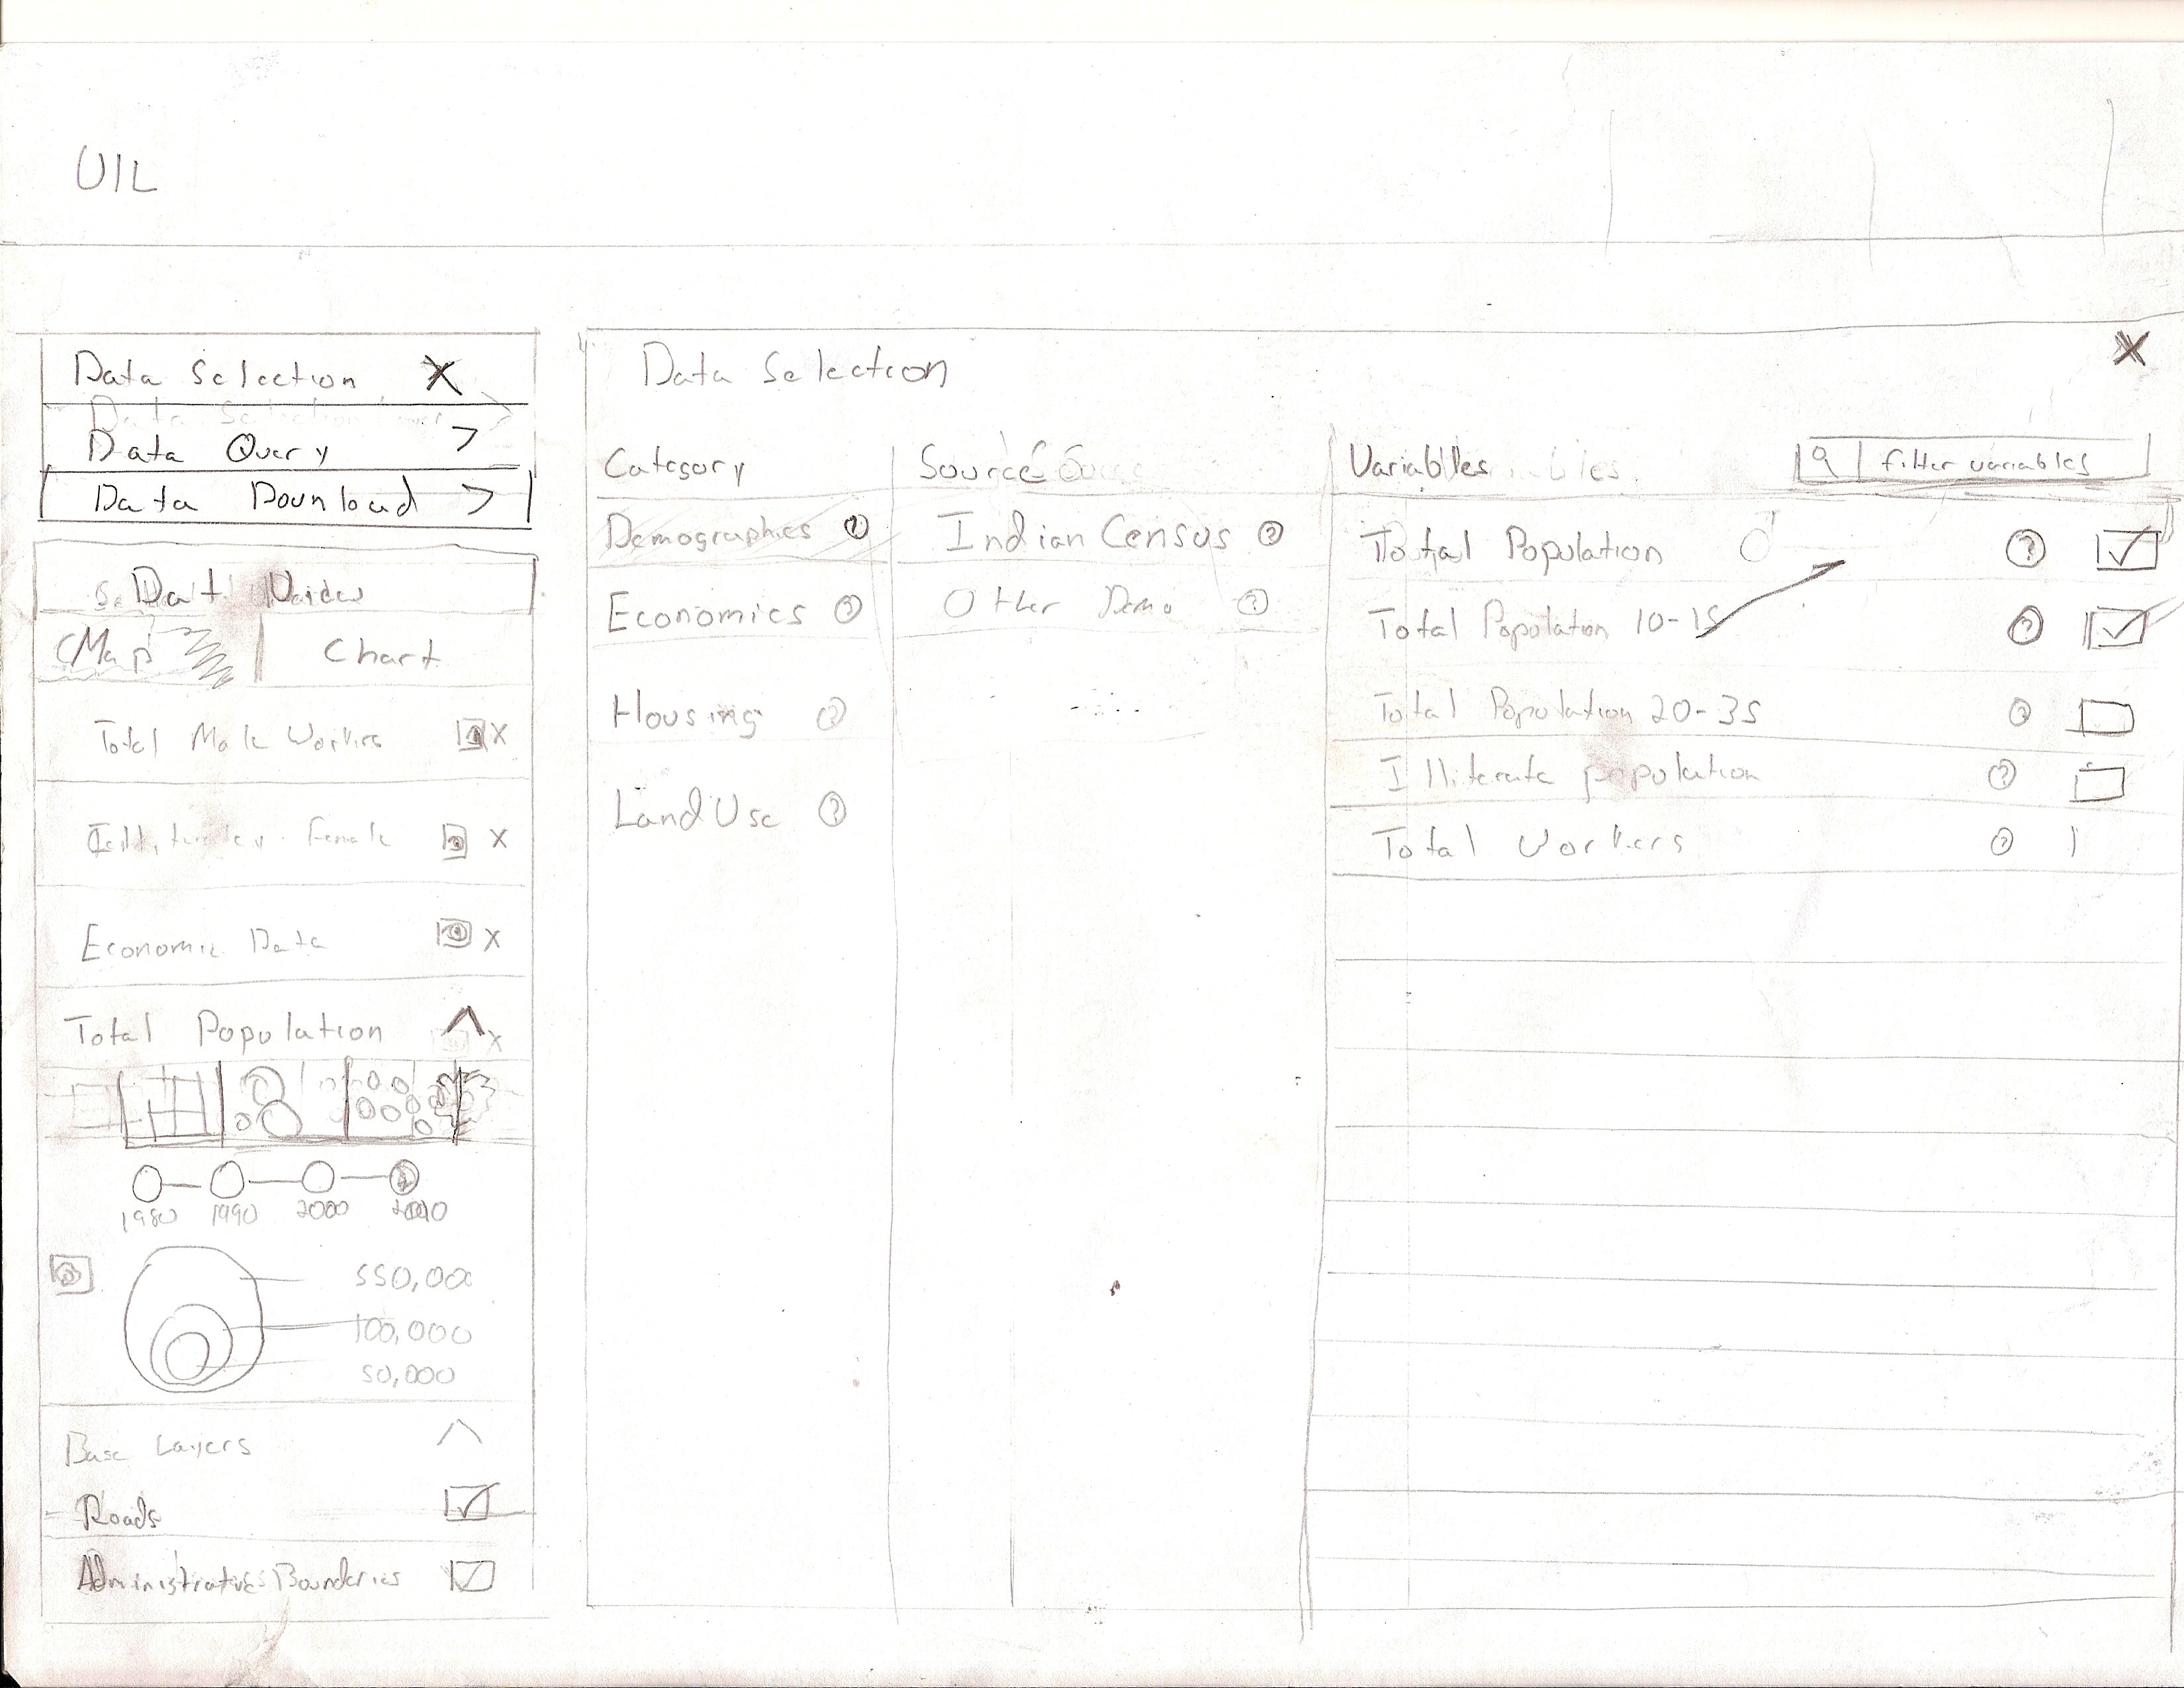 UIL
Data Selection X
Data Query >
Data Download >
Map
Chart
Total Male Workers X
Female X
Economic Data X
Total Population
1980 1990 2000 2010
550,000
100,000
50,000
Base Layers
Roads
Administrative Boundaries
Data Selection X
Category
Demographics ?
Economics ?
Housing ?
Land Use ?
Source
Indian Census ?
Other Demo ?
Variables
filter variables
Total Population ?
Total Population 10-15 ?
Total Population 20-35 ?
Illiterate population ?
Total Workers ?